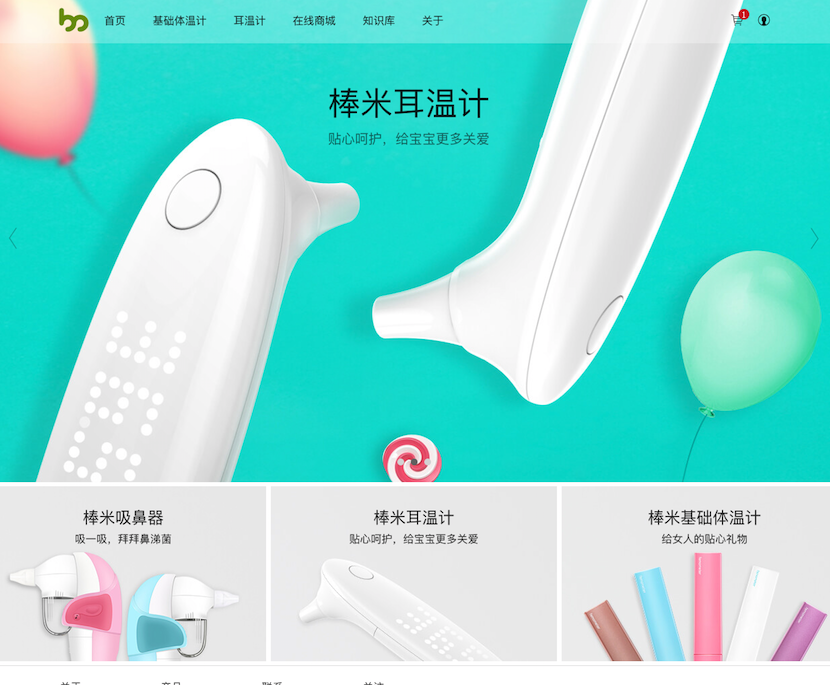 首页 基础体温计 耳温计 在线商城 知识库 关于
1
棒米耳温计
贴心呵护，给宝宝更多关爱
棒米吸鼻器
吸一吸，拜拜鼻涕菌
棒米耳温计
贴心呵护，给宝宝更多关爱
棒米基础体温计
给女人的贴心礼物